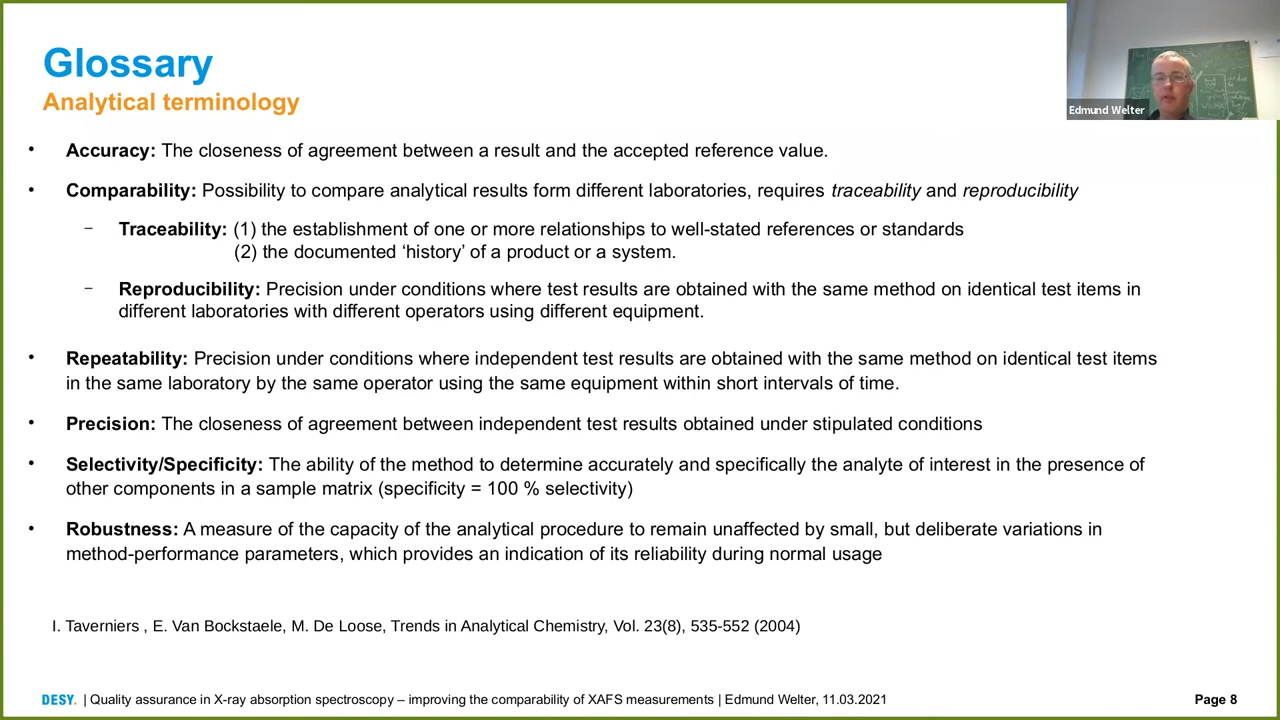 Glossary
Analytical terminology
Edmund Welter
• Accuracy: The closeness of agreement between a result and the accepted reference value.
• Comparability: Possibility to compare analytical results form different laboratories, requires traceability and reproducibility
– Traceability: (1) the establishment of one or more relationships to well-stated references or standards
(2) the documented ‘history’ of a product or a system.
– Reproducibility: Precision under conditions where test results are obtained with the same method on identical test items in
different laboratories with different operators using different equipment.
• Repeatability: Precision under conditions where independent test results are obtained with the same method on identical test items
in the same laboratory by the same operator using the same equipment within short intervals of time.
• Precision: The closeness of agreement between independent test results obtained under stipulated conditions
• Selectivity/Specificity: The ability of the method to determine accurately and specifically the analyte of interest in the presence of
other components in a sample matrix (specificity = 100 % selectivity)
• Robustness: A measure of the capacity of the analytical procedure to remain unaffected by small, but deliberate variations in
method-performance parameters, which provides an indication of its reliability during normal usage
I. Taverniers , E. Van Bockstaele, M. De Loose, Trends in Analytical Chemistry, Vol. 23(8), 535-552 (2004)
DESY. | Quality assurance in X-ray absorption spectroscopy – improving the comparability of XAFS measurements | Edmund Welter, 11.03.2021
Page 8